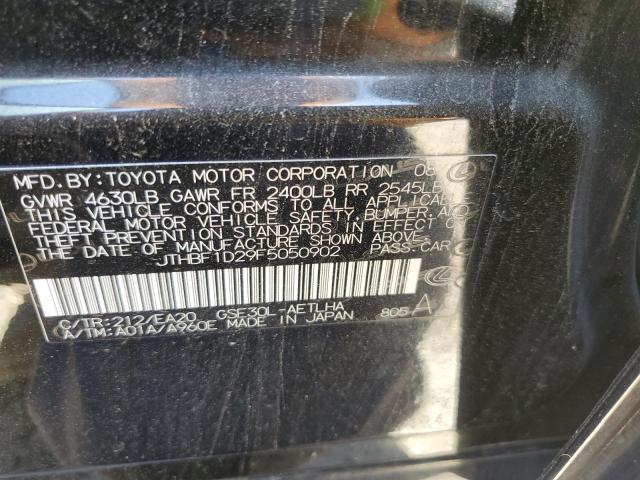 MFD.BY:TOYOTA MOTOR CORPORATION
GVWR 4630LB GAWR FR 2400LB RR 2545LB
THIS VEHICLE CONFORMS TO ALL APPLICABLE
FEDERAL MOTOR VEHICLE SAFETY, BUMPER, AND
THEFT PREVENTION STANDARDS IN EFFECT ON
THE DATE OF MANUFACTURE SHOWN ABOVE.
JTHBF1D29F5050902 PASS.CAR
C/TR:212/EA20 GSE30L-AETLHA 805 A
A/TM:A01A/A960E MADE IN JAPAN